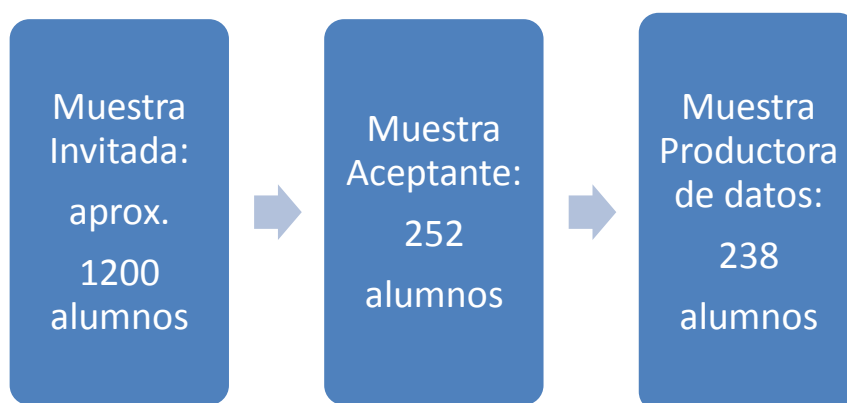 Muestra
Invitada:
aprox.
1200
alumnos
Muestra
Aceptante:
252
alumnos
Muestra
Productora
de datos:
238
alumnos